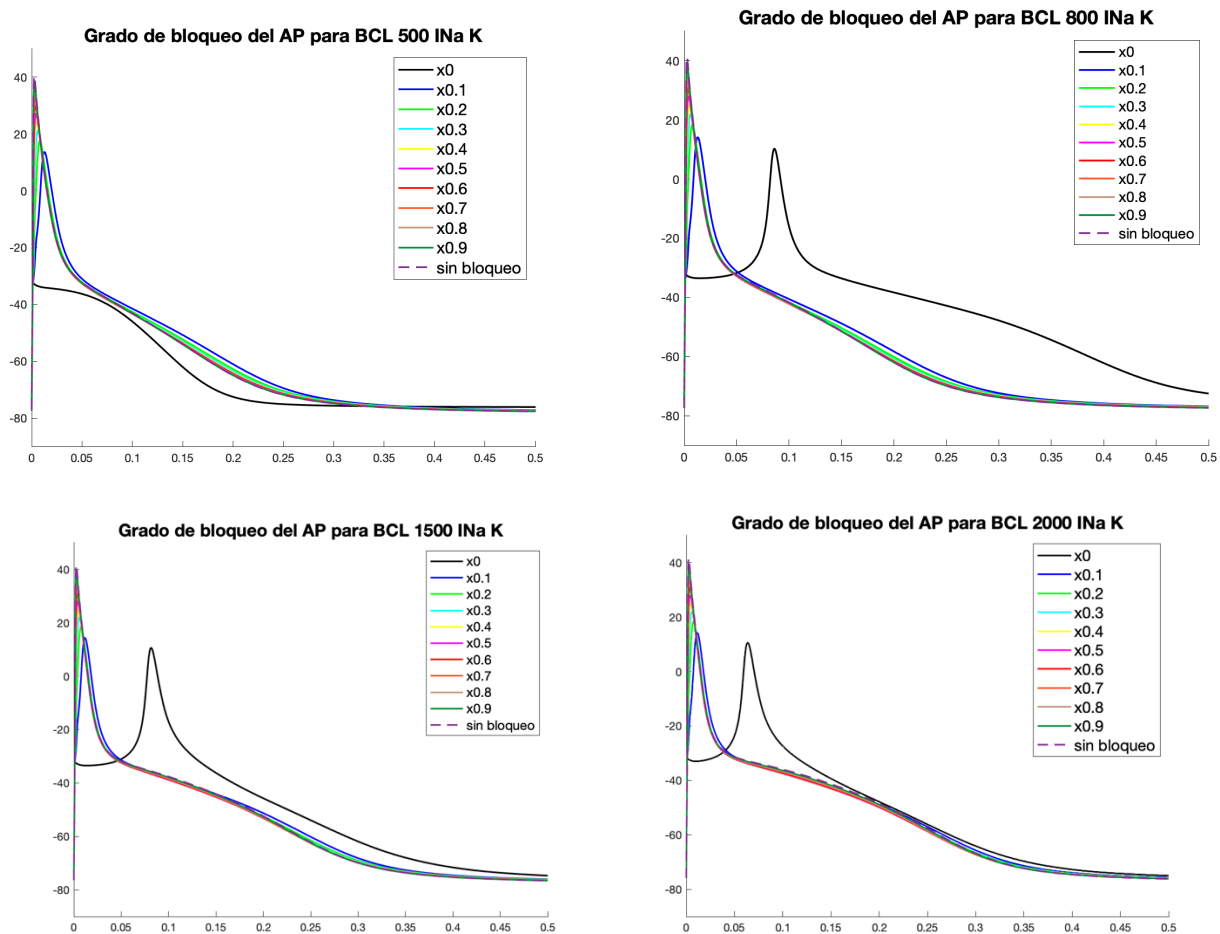 Grado de bloqueo del AP para BCL 500 INa K
40
20
0
-20
-40
-60
-80
0 0.05 0.1 0.15 0.2 0.25 0.3 0.35 0.4 0.45 0.5
x0
x0.1
x0.2
x0.3
x0.4
x0.5
x0.6
x0.7
x0.8
x0.9
sin bloqueo
Grado de bloqueo del AP para BCL 800 INa K
40
20
0
-20
-40
-60
-80
0 0.05 0.1 0.15 0.2 0.25 0.3 0.35 0.4 0.45 0.5
x0
x0.1
x0.2
x0.3
x0.4
x0.5
x0.6
x0.7
x0.8
x0.9
sin bloqueo
Grado de bloqueo del AP para BCL 1500 INa K
40
20
0
-20
-40
-60
-80
0 0.05 0.1 0.15 0.2 0.25 0.3 0.35 0.4 0.45 0.5
x0
x0.1
x0.2
x0.3
x0.4
x0.5
x0.6
x0.7
x0.8
x0.9
sin bloqueo
Grado de bloqueo del AP para BCL 2000 INa K
40
20
0
-20
-40
-60
-80
0 0.05 0.1 0.15 0.2 0.25 0.3 0.35 0.4 0.45 0.5
x0
x0.1
x0.2
x0.3
x0.4
x0.5
x0.6
x0.7
x0.8
x0.9
sin bloqueo